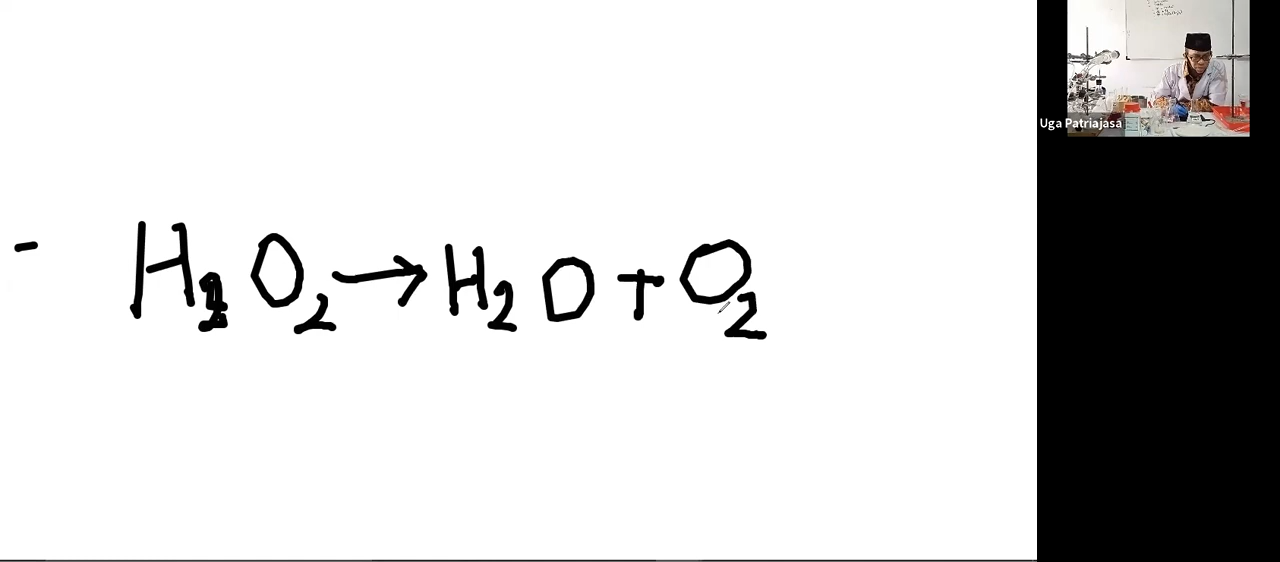 - H₂O₂ → H₂O + O₂
Uga Patriajasa